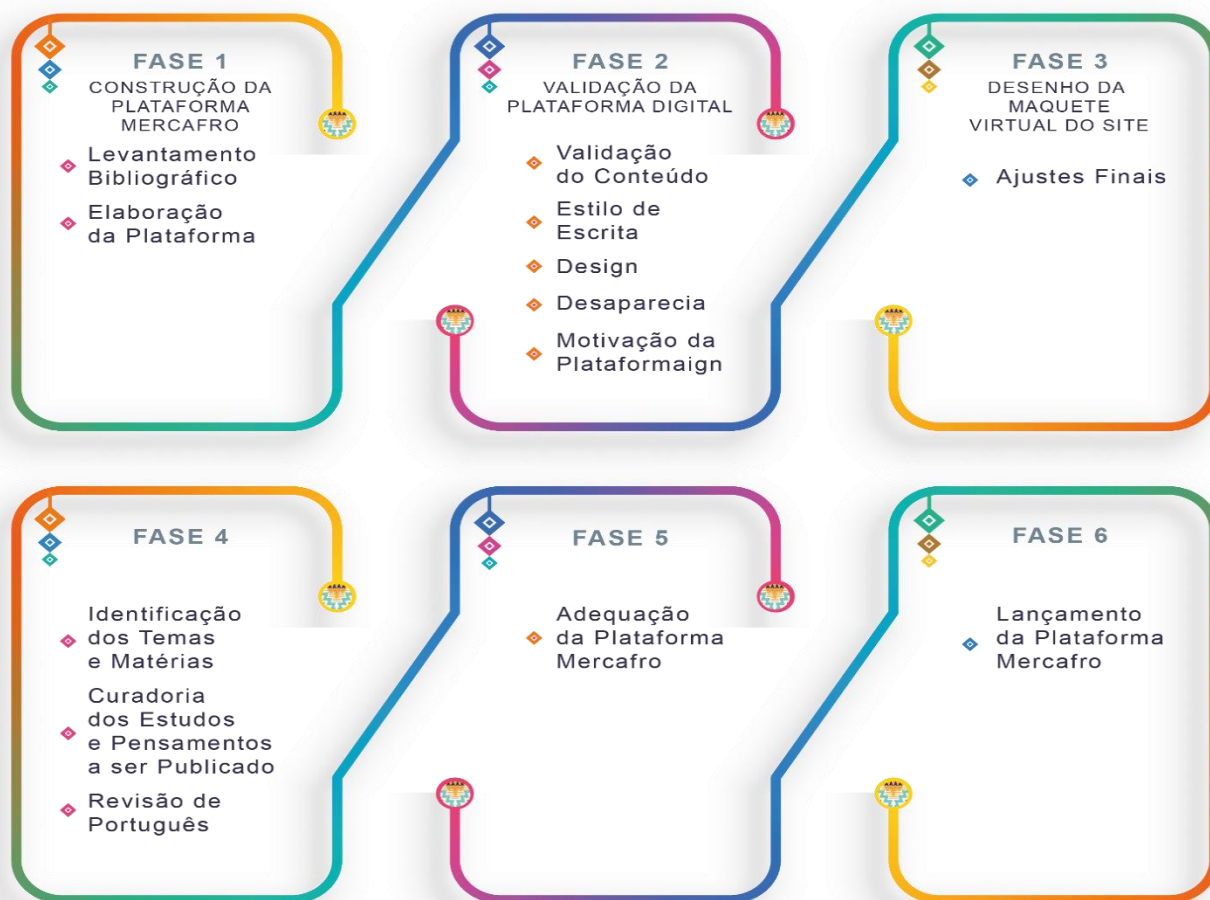 FASE 1
CONSTRUÇÃO DA
PLATAFORMA
MERCAFRO
Levantamento
Bibliográfico
Elaboração
da Plataforma
FASE 2
VALIDAÇÃO DA
PLATAFORMA DIGITAL
Validação
do Conteúdo
Estilo de
Escrita
Design
Desaparecia
Motivação da
Plataformaign
FASE 3
DESENHO DA
MAQUETE
VIRTUAL DO SITE
Ajustes Finais
FASE 4
Identificação
dos Temas
e Matérias
Curadoria
dos Estudos
e Pensamentos
a ser Publicado
Revisão de
Português
FASE 5
Adequação
da Plataforma
Mercafro
FASE 6
Lançamento
da Plataforma
Mercafro